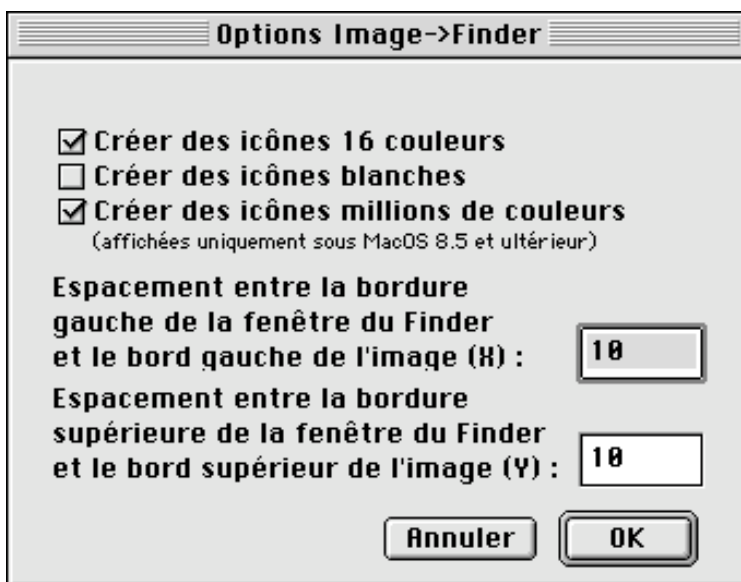 Options Image->Finder
Créer des icônes 16 couleurs
Créer des icônes blanches
Créer des icônes millions de couleurs
(affichées uniquement sous MacOS 8.5 et ultérieur)
Espacement entre la bordure
gauche de la fenêtre du Finder
et le bord gauche de l'image (X) :
10
Espacement entre la bordure
supérieure de la fenêtre du Finder
et le bord supérieur de l'image (Y) :
10
Annuler
OK